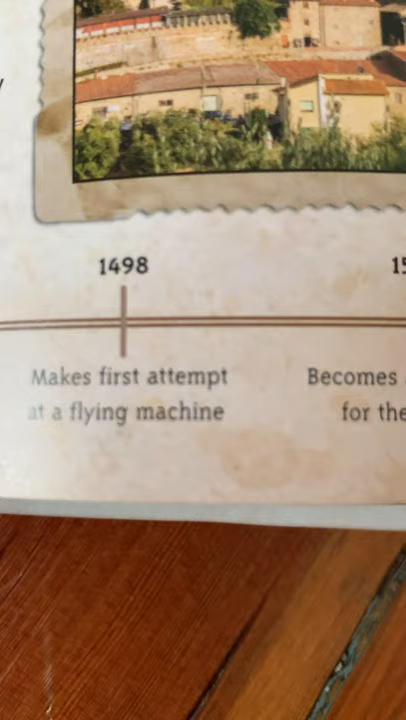 1498
Makes first attempt
at a flying machine
Becomes
for the